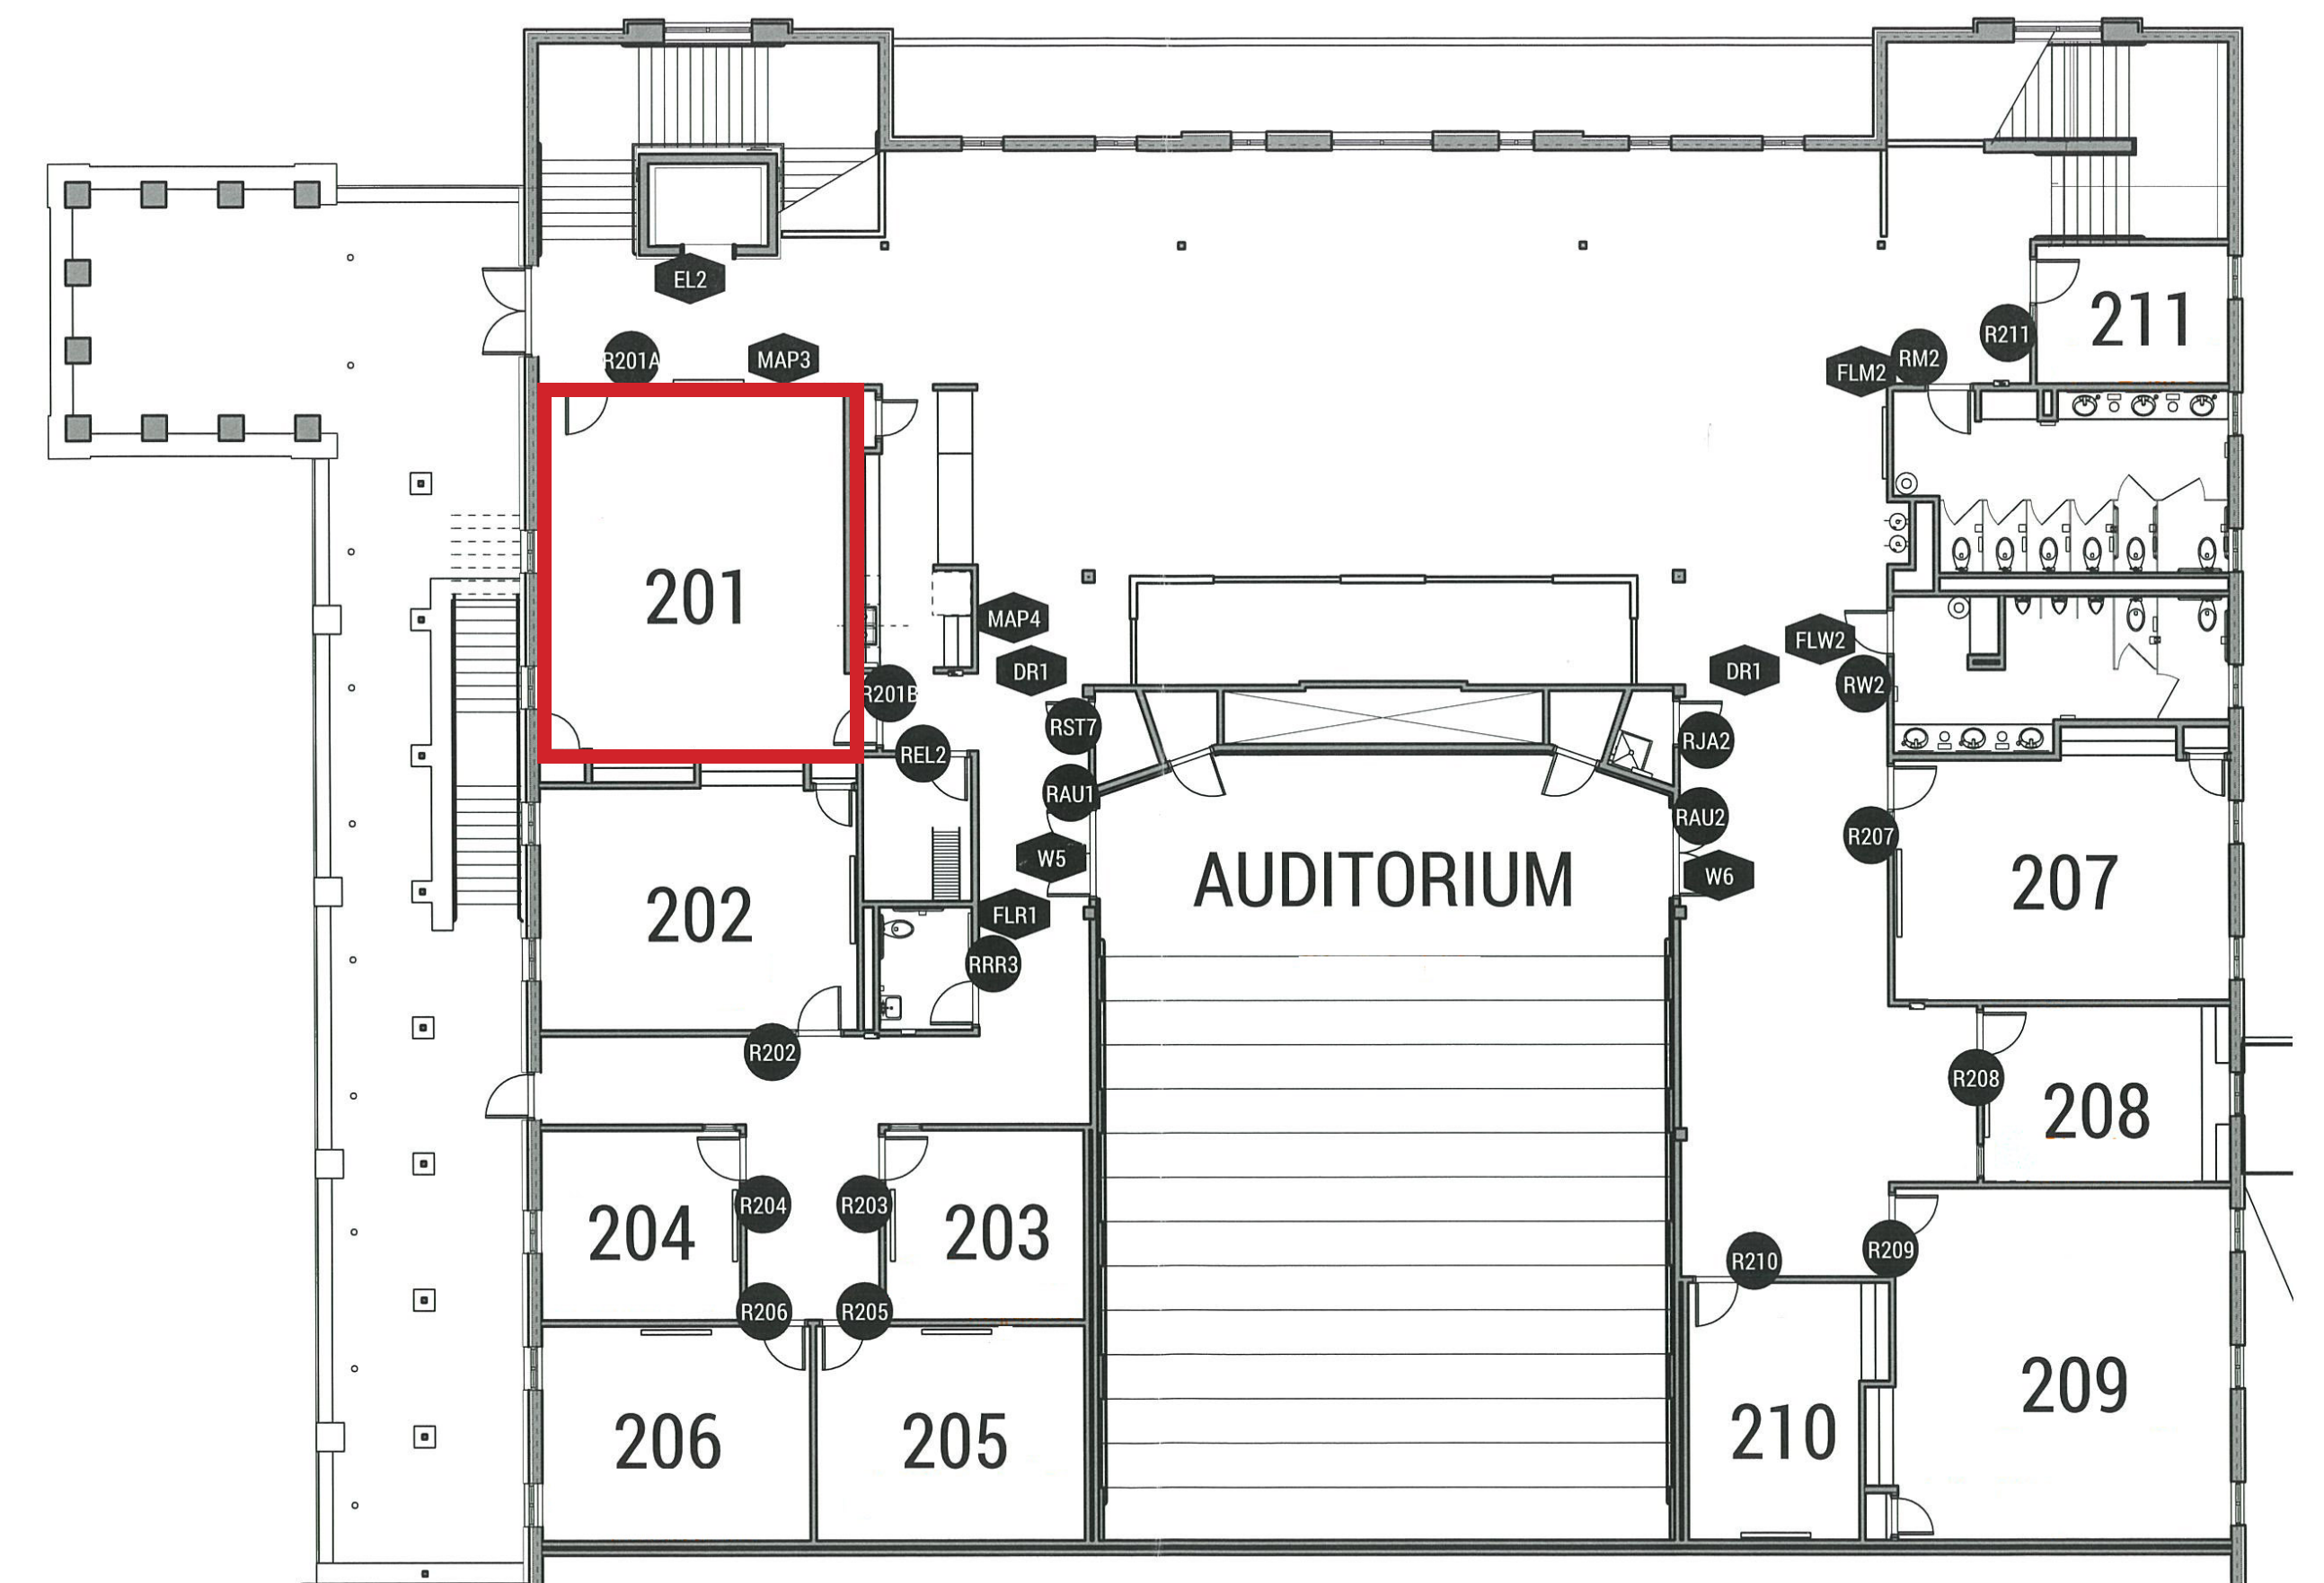 EL2
R201A
MAP3
R211
211
RM2
FLM2
201
MAP4
DR1
FLW2
DR1
RW2
R201B
RST7
REL2
RJA2
RAU1
RAU2
R207
W5
W6
AUDITORIUM
207
202
FLR1
RRR3
R202
R208
208
R204
R203
204
203
R209
R210
R206
R205
209
206
205
210